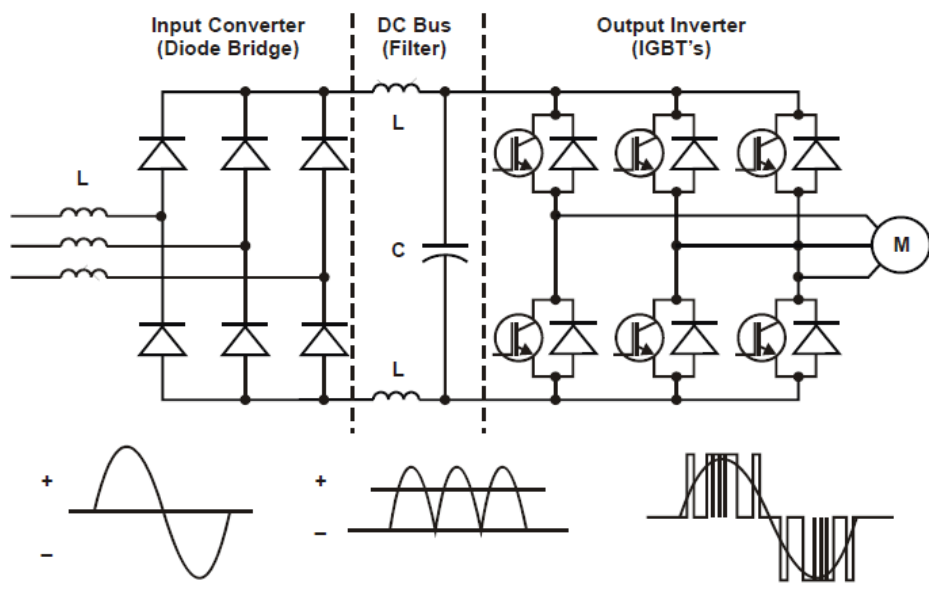 Input Converter
(Diode Bridge)
DC Bus
(Filter)
Output Inverter
(IGBT's)
L
L
C
L
M
+
−
+
−